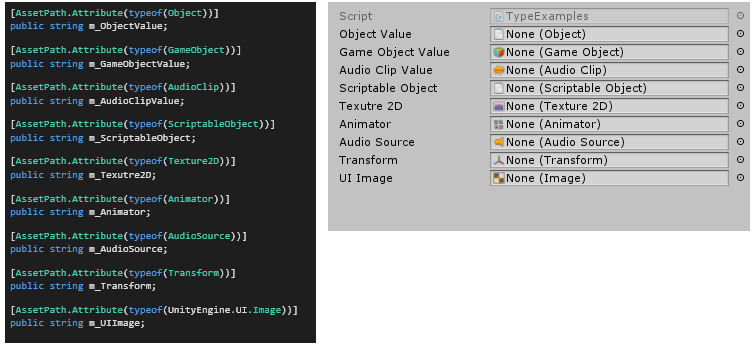 [AssetPath.Attribute(typeof(Object))]
public string m_ObjectValue;
[AssetPath.Attribute(typeof(GameObject))]
public string m_GameObjectValue;
[AssetPath.Attribute(typeof(AudioClip))]
public string m_AudioClipValue;
[AssetPath.Attribute(typeof(ScriptableObject))]
public string m_ScriptableObject;
[AssetPath.Attribute(typeof(Texture2D))]
public string m_Texutre2D;
[AssetPath.Attribute(typeof(Animator))]
public string m_Animator;
[AssetPath.Attribute(typeof(AudioSource))]
public string m_AudioSource;
[AssetPath.Attribute(typeof(Transform))]
public string m_Transform;
[AssetPath.Attribute(typeof(UnityEngine.UI.Image))]
public string m_UIImage;
Script TypeExamples
Object Value None (Object)
Game Object Value None (Game Object)
Audio Clip Value None (Audio Clip)
Scriptable Object None (Scriptable Object)
Texutre 2D None (Texture 2D)
Animator None (Animator)
Audio Source None (Audio Source)
Transform None (Transform)
UI Image None (Image)